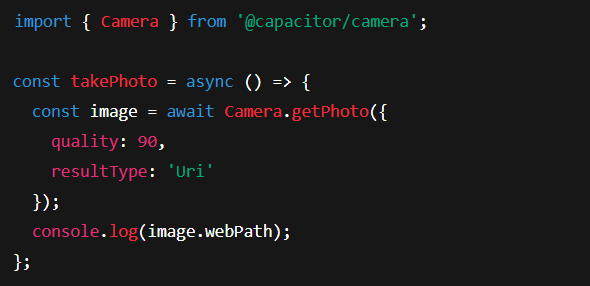 import { Camera } from '@capacitor/camera';
const takePhoto = async () => {
  const image = await Camera.getPhoto({
    quality: 90,
    resultType: 'Uri'
  });
  console.log(image.webPath);
};